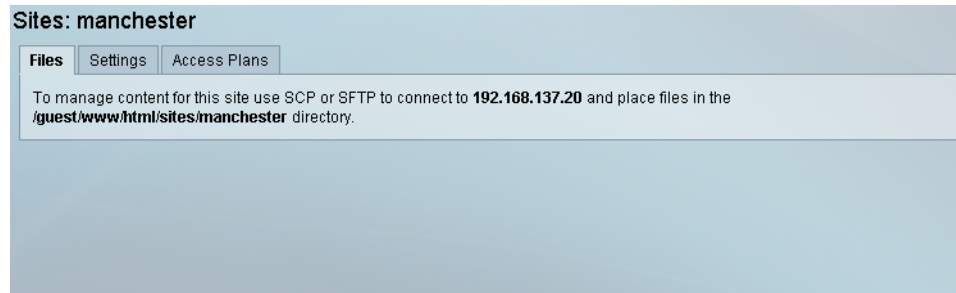 Sites: manchester
Files Settings Access Plans
To manage content for this site use SCP or SFTP to connect to 192.168.137.20 and place files in the
/guest/www/html/sites/manchester directory.